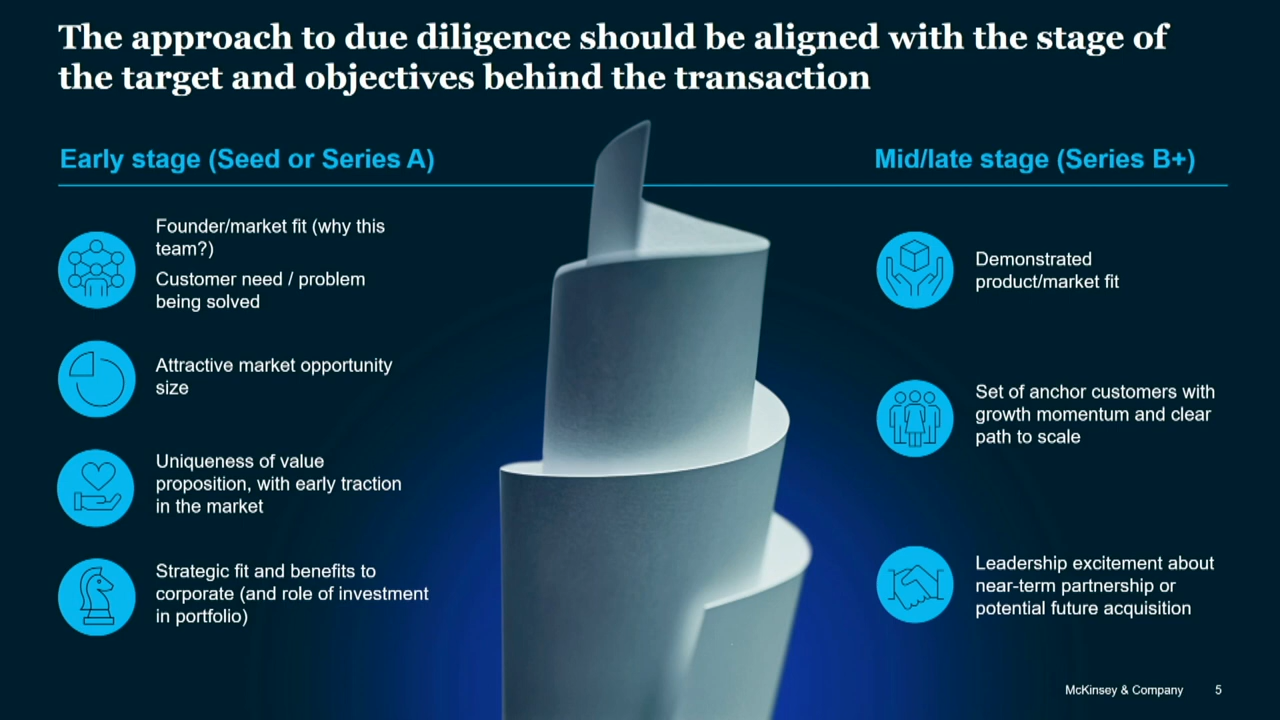 The approach to due diligence should be aligned with the stage of
the target and objectives behind the transaction
Early stage (Seed or Series A)
Founder/market fit (why this
team?)
Customer need / problem
being solved
Attractive market opportunity
size
Uniqueness of value
proposition, with early traction
in the market
Strategic fit and benefits to
corporate (and role of investment
in portfolio)
Mid/late stage (Series B+)
Demonstrated
product/market fit
Set of anchor customers with
growth momentum and clear
path to scale
Leadership excitement about
near-term partnership or
potential future acquisition
McKinsey & Company 5